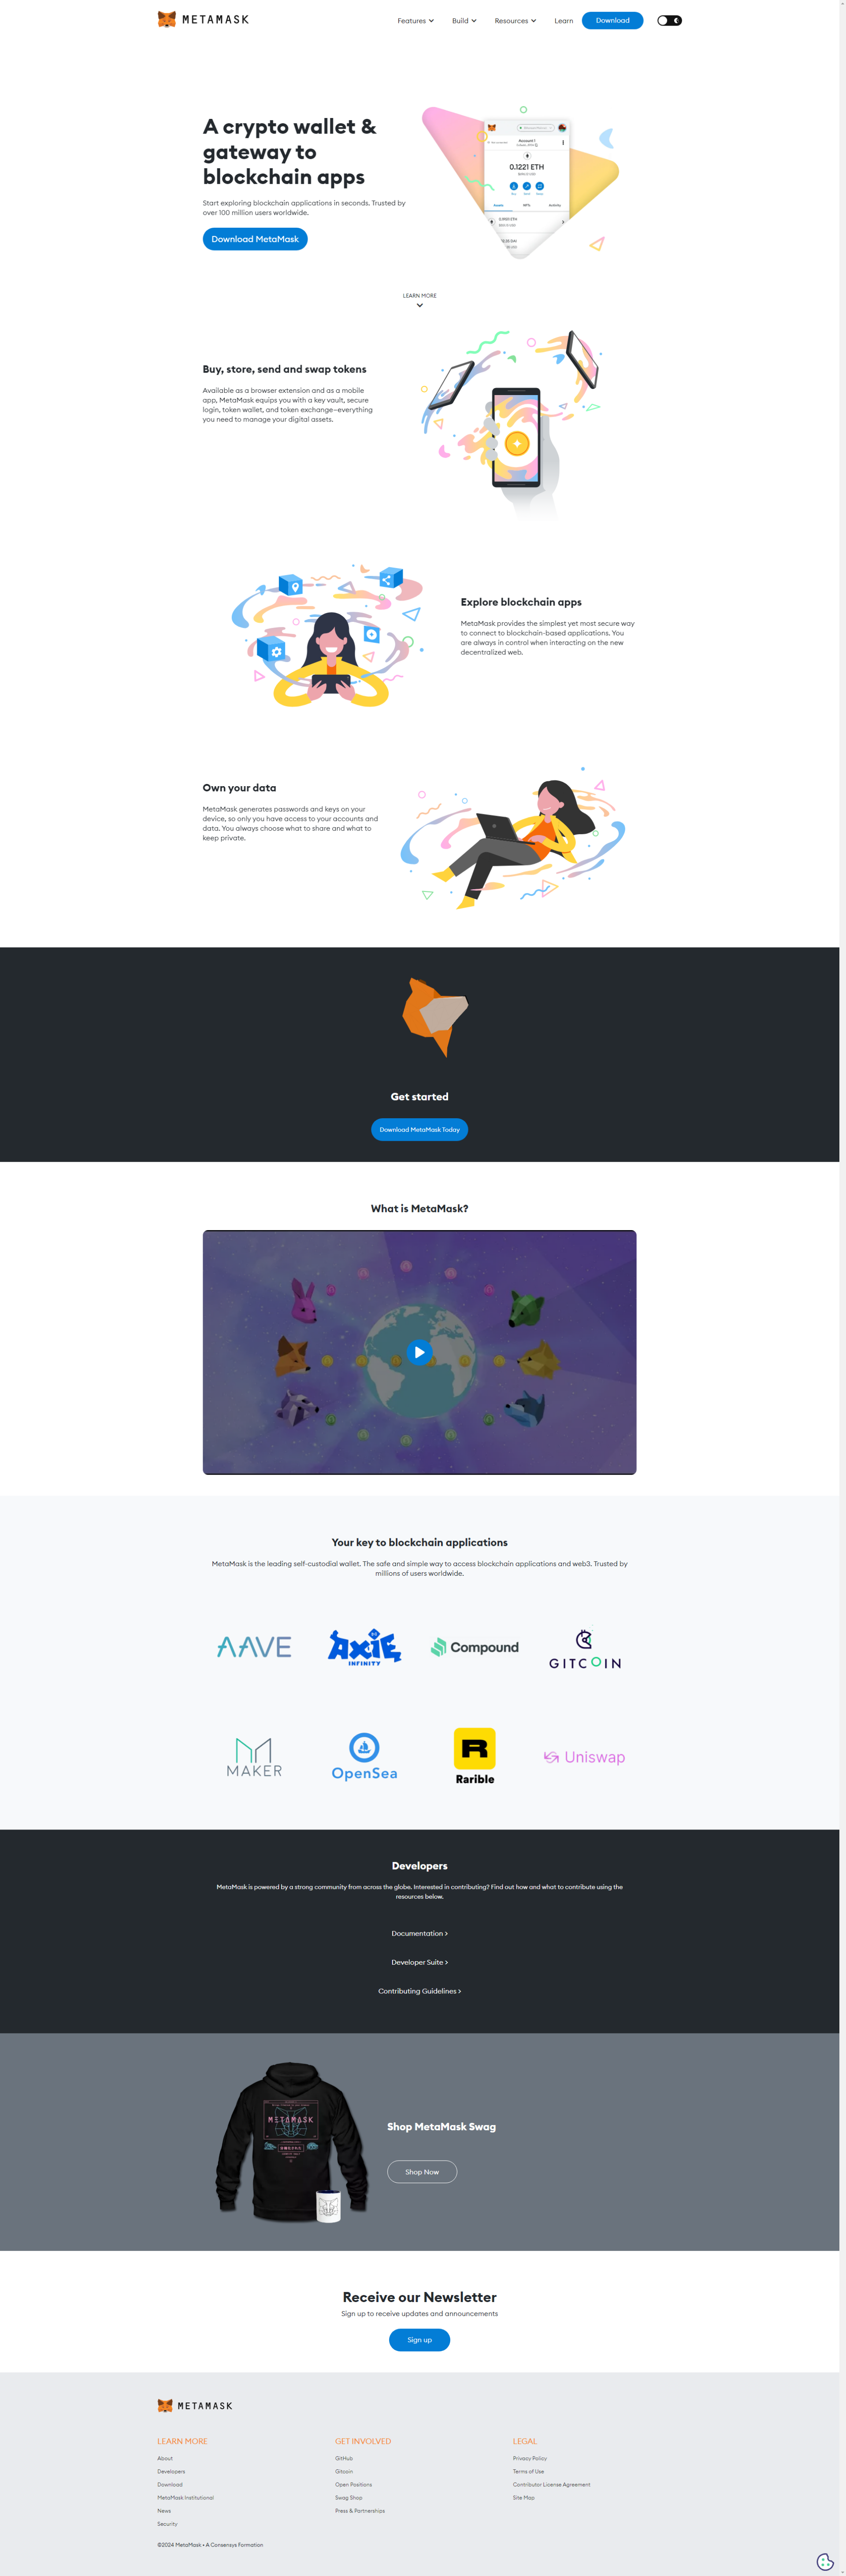 METAMASK
Features
Build
Resources
Learn
Download
A crypto wallet &
gateway to
blockchain apps
Start exploring blockchain applications in seconds. Trusted by
over 100 million users worldwide.
Download MetaMask
Account 1
0.1221 ETH
Buy
Send
Swap
Assets
NFTs
Activity
LEARN MORE
Buy, store, send and swap tokens
Available as a browser extension and as a mobile
app, MetaMask equips you with a key vault, secure
login, token wallet, and token exchange—everything
you need to manage your digital assets.
Explore blockchain apps
MetaMask provides the simplest yet most secure way
to connect to blockchain-based applications. You
are always in control when interacting on the new
decentralized web.
Own your data
MetaMask generates passwords and keys on your
device, so only you have access to your accounts and
data. You always choose what to share and what to
keep private.
Get started
Download MetaMask Today
What is MetaMask?
Your key to blockchain applications
MetaMask is the leading self-custodial wallet. The safe and simple way to access blockchain applications and web3. Trusted by
millions of users worldwide.
AAVE
AXIE
INFINITY
Compound
GITCOIN
MAKER
OpenSea
R
Rarible
Uniswap
Developers
MetaMask is powered by a strong community from across the globe. Interested in contributing? Find out how and what to contribute using the
resources below.
Documentation >
Developer Suite >
Contributing Guidelines >
METAMASK
Shop MetaMask Swag
Shop Now
Receive our Newsletter
Sign up to receive updates and announcements
Sign up
METAMASK
LEARN MORE
About
Developers
Download
MetaMask Institutional
News
Security
GET INVOLVED
GitHub
Gitcoin
Open Positions
Swag Shop
Press & Partnerships
LEGAL
Privacy Policy
Terms of Use
Contributor License Agreement
Site Map
©2024 MetaMask • A Consensys Formation